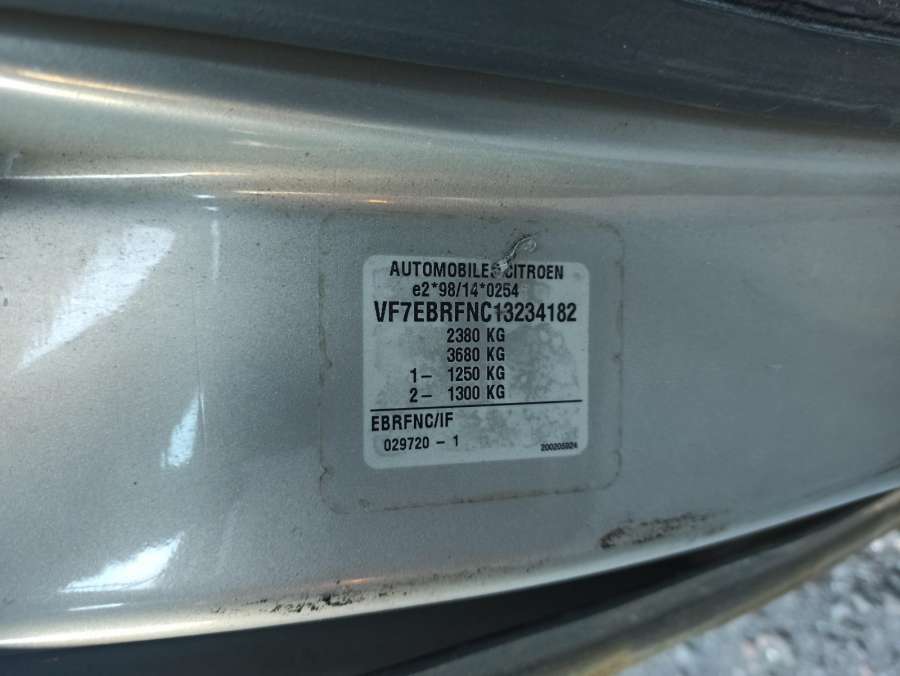 AUTOMOBILES CITROEN
e2*98/14*0254
VF7EBRFNC13234182
2380 KG
3680 KG
1- 1250 KG
2- 1300 KG
EBRFNC/IF
029720 - 1
200205924